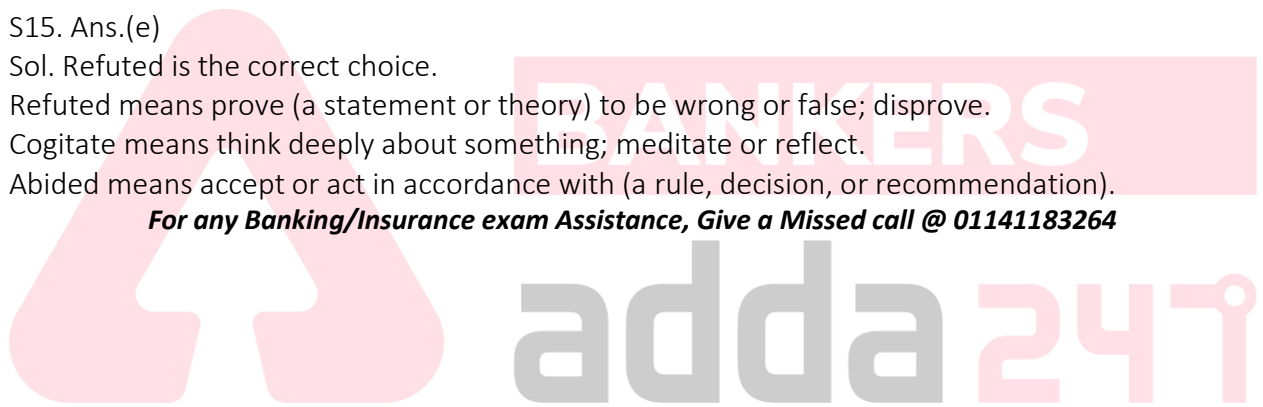 S15. Ans.(e)
Sol. Refuted is the correct choice.
Refuted means prove (a statement or theory) to be wrong or false; disprove.
Cogitate means think deeply about something; meditate or reflect.
Abided means accept or act in accordance with (a rule, decision, or recommendation).
For any Banking/Insurance exam Assistance, Give a Missed call @ 01141183264
BANKERS
adda 247